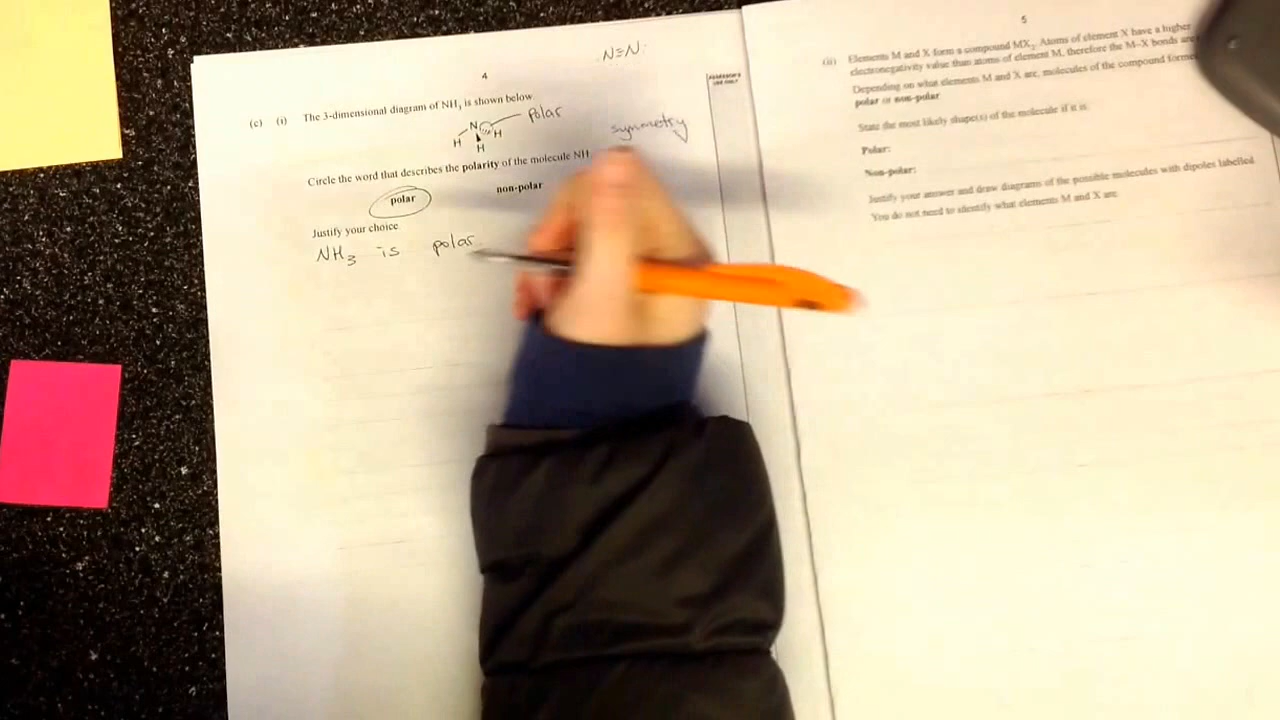 N≡N:
4
(c) (i) The 3-dimensional diagram of NH₃ is shown below
polar
N
H H
H
symmetry
Circle the word that describes the polarity of the molecule NH
polar non-polar
Justify your choice
NH₃ is polar
ASSESSOR'S
USE ONLY
5
(ii) Elements M and X form a compound MX₂. Atoms of element X have a higher
electronegativity value than atoms of element M, therefore the M–X bonds are
Depending on what elements M and X are, molecules of the compound forme
polar or non-polar
State the most likely shape(s) of the molecule if it is
Polar:
Non-polar:
Justify your answer and draw diagrams of the possible molecules with dipoles labelled
You do not need to identify what elements M and X are